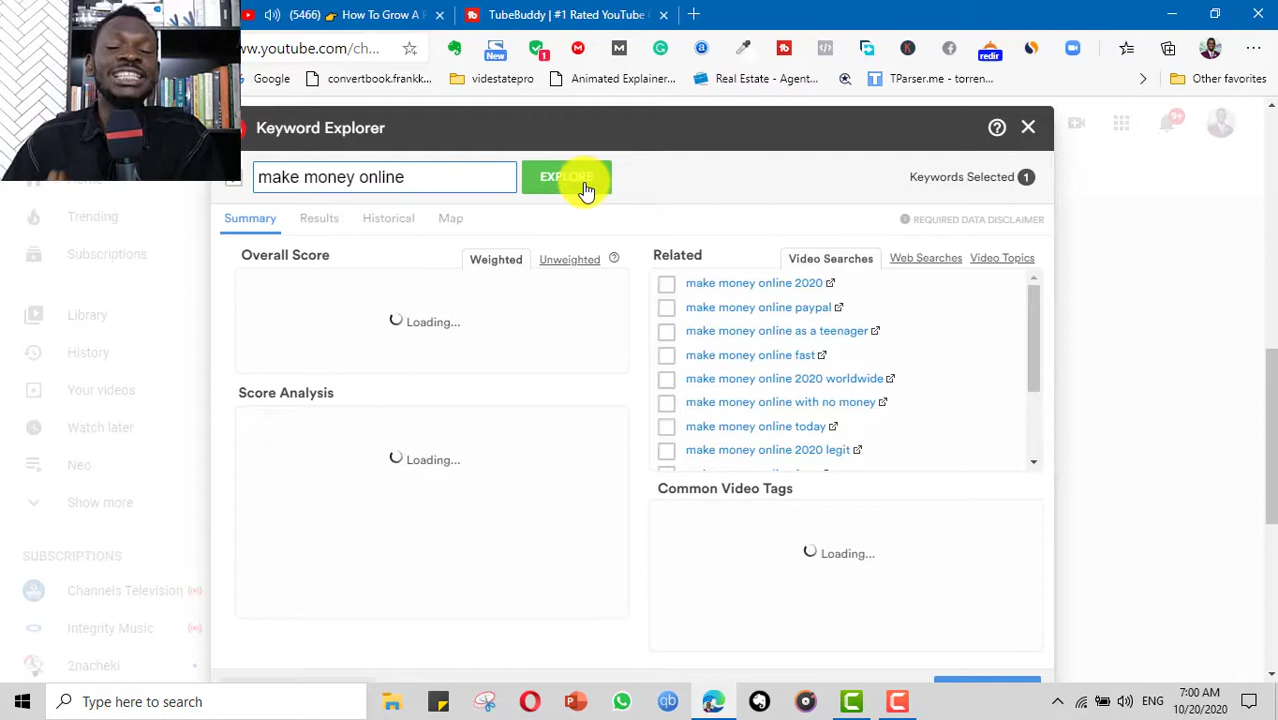 (5466) 👉 How To Grow A P
TubeBuddy | #1 Rated YouTube C
ww.youtube.com/ch...
New
1
redir
Google
convertbookfrankk...
videstatepro
Animated Explainer...
Real Estate - Agent...
TParser.me - torren...
Other favorites
Keyword Explorer
9+
make money online
EXPLORE
Keywords Selected 1
Trending
Subscriptions
Library
History
Your videos
Watch later
Neo
Show more
SUBSCRIPTIONS
Channels Television
Integrity Music
2nacheki
Summary
Results
Historical
Map
REQUIRED DATA DISCLAIMER
Overall Score
Weighted
Unweighted
Loading...
Score Analysis
Loading...
Related
Video Searches
Web Searches
Video Topics
make money online 2020
make money online paypal
make money online as a teenager
make money online fast
make money online 2020 worldwide
make money online with no money
make money online today
make money online 2020 legit
Common Video Tags
Loading...
Type here to search
ENG
7:00 AM
10/20/2020